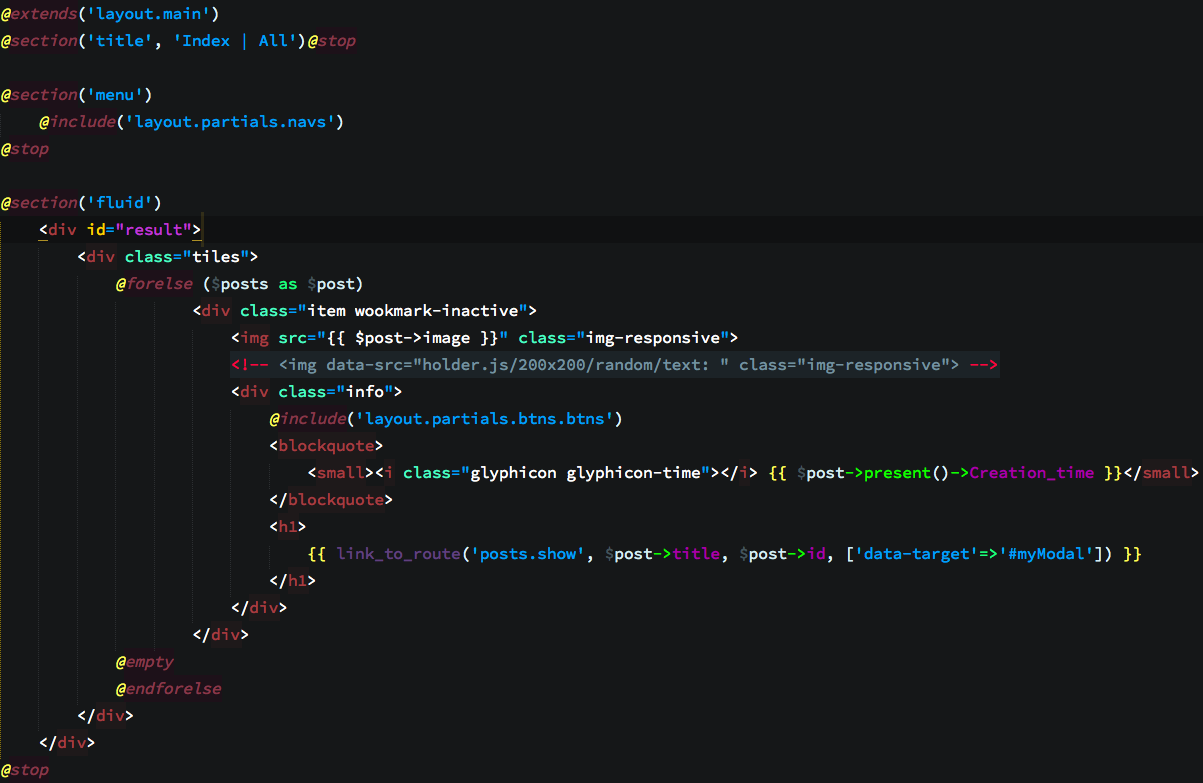 @extends('layout.main')
@section('title', 'Index | All')@stop

@section('menu')
    @include('layout.partials.navs')
@stop

@section('fluid')
    <div id="result">
        <div class="tiles">
            @forelse ($posts as $post)
                    <div class="item wookmark-inactive">
                        <img src="{{ $post->image }}" class="img-responsive">
                        <!-- <img data-src="holder.js/200x200/random/text: " class="img-responsive"> -->
                        <div class="info">
                            @include('layout.partials.btns.btns')
                            <blockquote>
                                <small><i class="glyphicon glyphicon-time"></i> {{ $post->present()->Creation_time }}</small>
                            </blockquote>
                            <h1>
                                {{ link_to_route('posts.show', $post->title, $post->id, ['data-target'=>'#myModal']) }}
                            </h1>
                        </div>
                    </div>
            @empty
            @endforelse
        </div>
    </div>
@stop